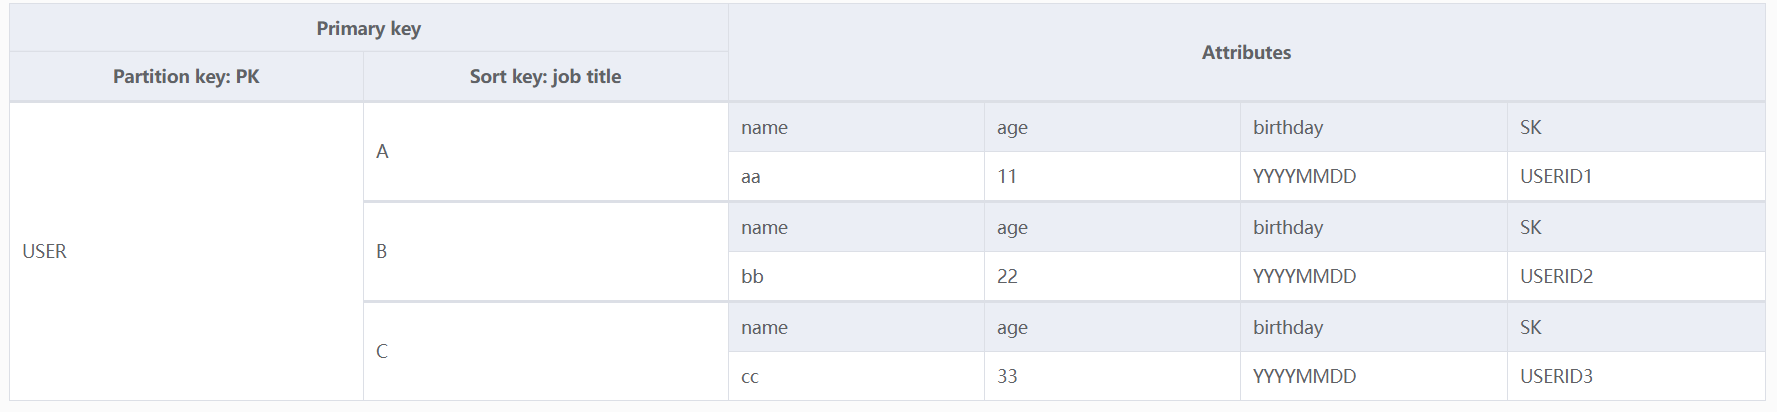 Primary key
Attributes
Partition key: PK
Sort key: job title
name age birthday SK
A
aa 11 YYYYMMDD USERID1
name age birthday SK
USER
B
bb 22 YYYYMMDD USERID2
name age birthday SK
C
cc 33 YYYYMMDD USERID3